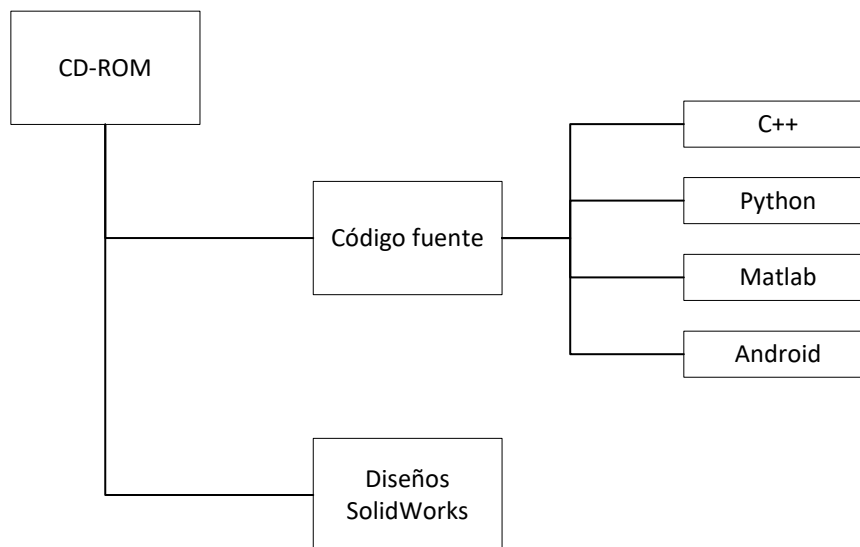 CD-ROM
C++
Python
Código fuente
Matlab
Android
Diseños
SolidWorks